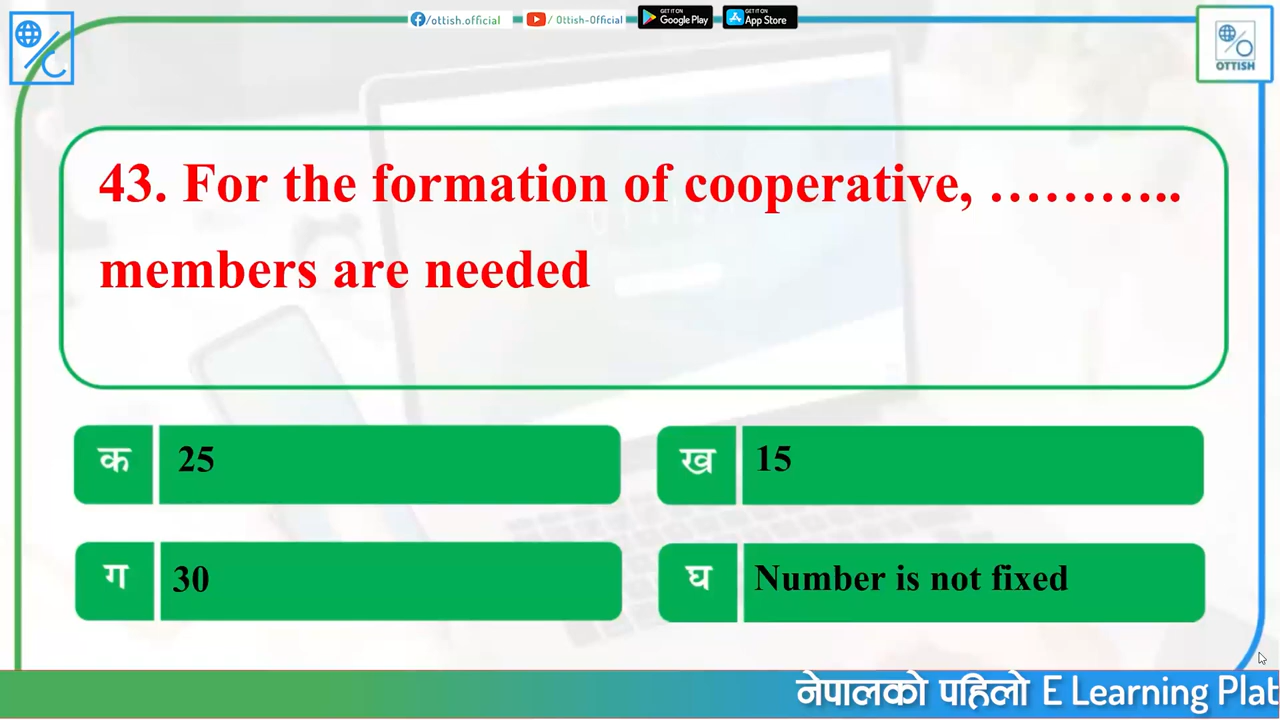 /ottish.official
/ Ottish-Official
GET IT ON
Google Play
GET IT ON
App Store
OTTISH
43. For the formation of cooperative, ………..
members are needed
क 25
ख 15
ग 30
घ Number is not fixed
नेपालको पहिलो E Learning Plat